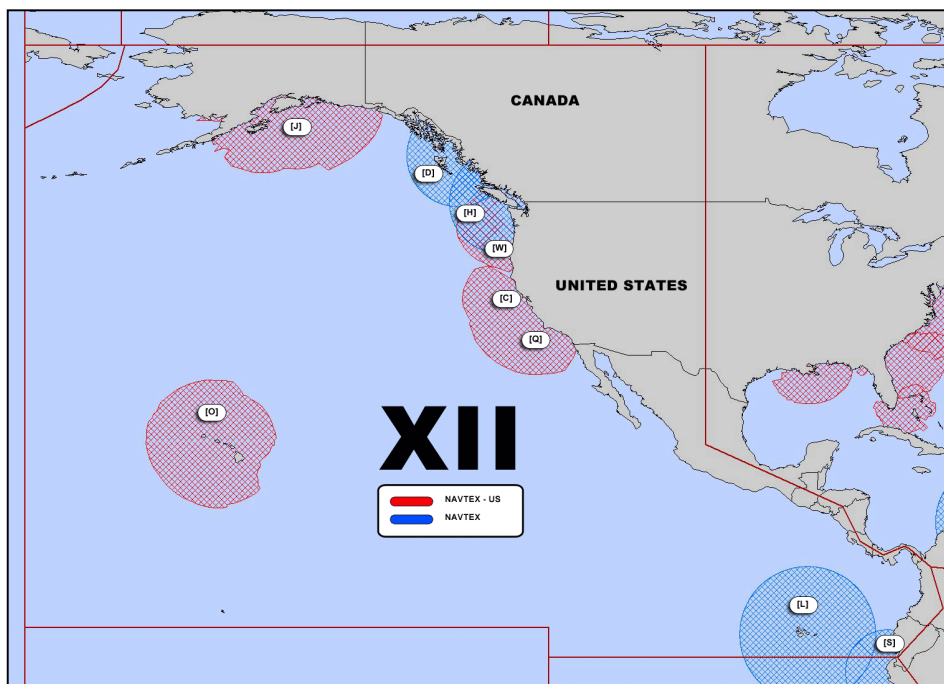 CANADA
[J]
[D]
[H]
[W]
UNITED STATES
[C]
[Q]
[O]
XII
NAVTEX - US
NAVTEX
[L]
[S]